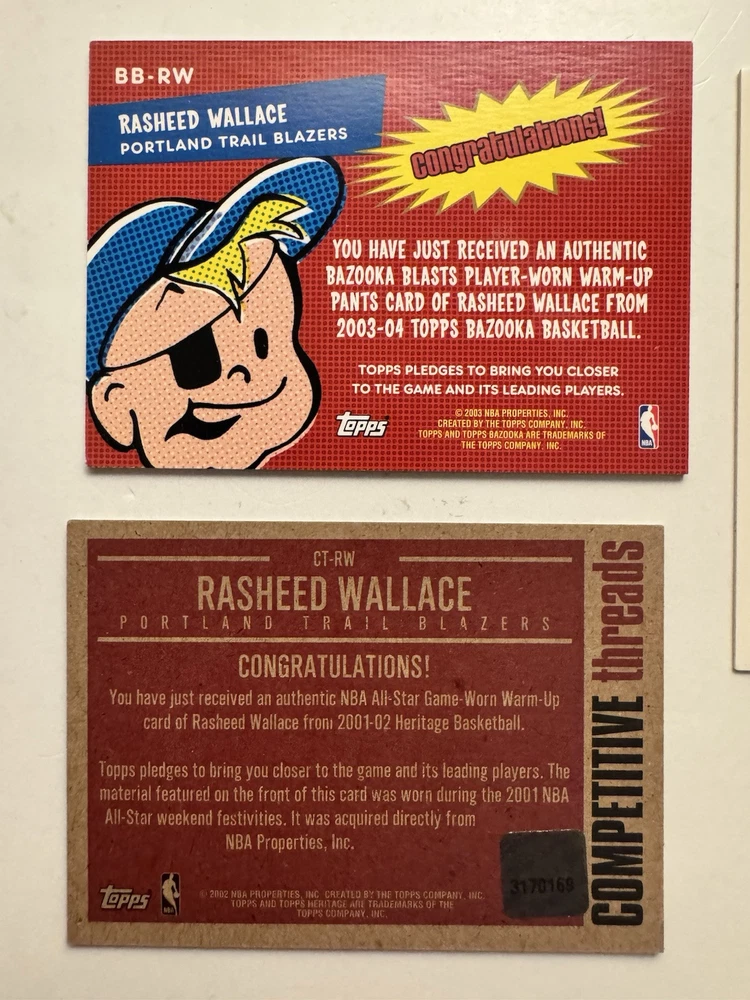 BB-RW
RASHEED WALLACE
PORTLAND TRAIL BLAZERS
Congratulations!
YOU HAVE JUST RECEIVED AN AUTHENTIC
BAZOOKA BLASTS PLAYER-WORN WARM-UP
PANTS CARD OF RASHEED WALLACE FROM
2003-04 TOPPS BAZOOKA BASKETBALL.
TOPPS PLEDGES TO BRING YOU CLOSER
TO THE GAME AND ITS LEADING PLAYERS.
Topps
© 2003 NBA PROPERTIES, INC.
CREATED BY THE TOPPS COMPANY, INC.
TOPPS AND TOPPS BAZOOKA ARE TRADEMARKS OF
THE TOPPS COMPANY, INC.
NBA
CT-RW
RASHEED WALLACE
PORTLAND TRAIL BLAZERS
CONGRATULATIONS!
You have just received an authentic NBA All-Star Game-Worn Warm-Up
card of Rasheed Wallace from 2001-02 Heritage Basketball.
Topps pledges to bring you closer to the game and its leading players. The
material featured on the front of this card was worn during the 2001 NBA
All-Star weekend festivities. It was acquired directly from
NBA Properties, Inc.
Topps
NBA
© 2002 NBA PROPERTIES, INC. CREATED BY THE TOPPS COMPANY, INC.
TOPPS AND TOPPS HERITAGE ARE TRADEMARKS OF THE
TOPPS COMPANY, INC.
3170169
COMPETITIVE threads